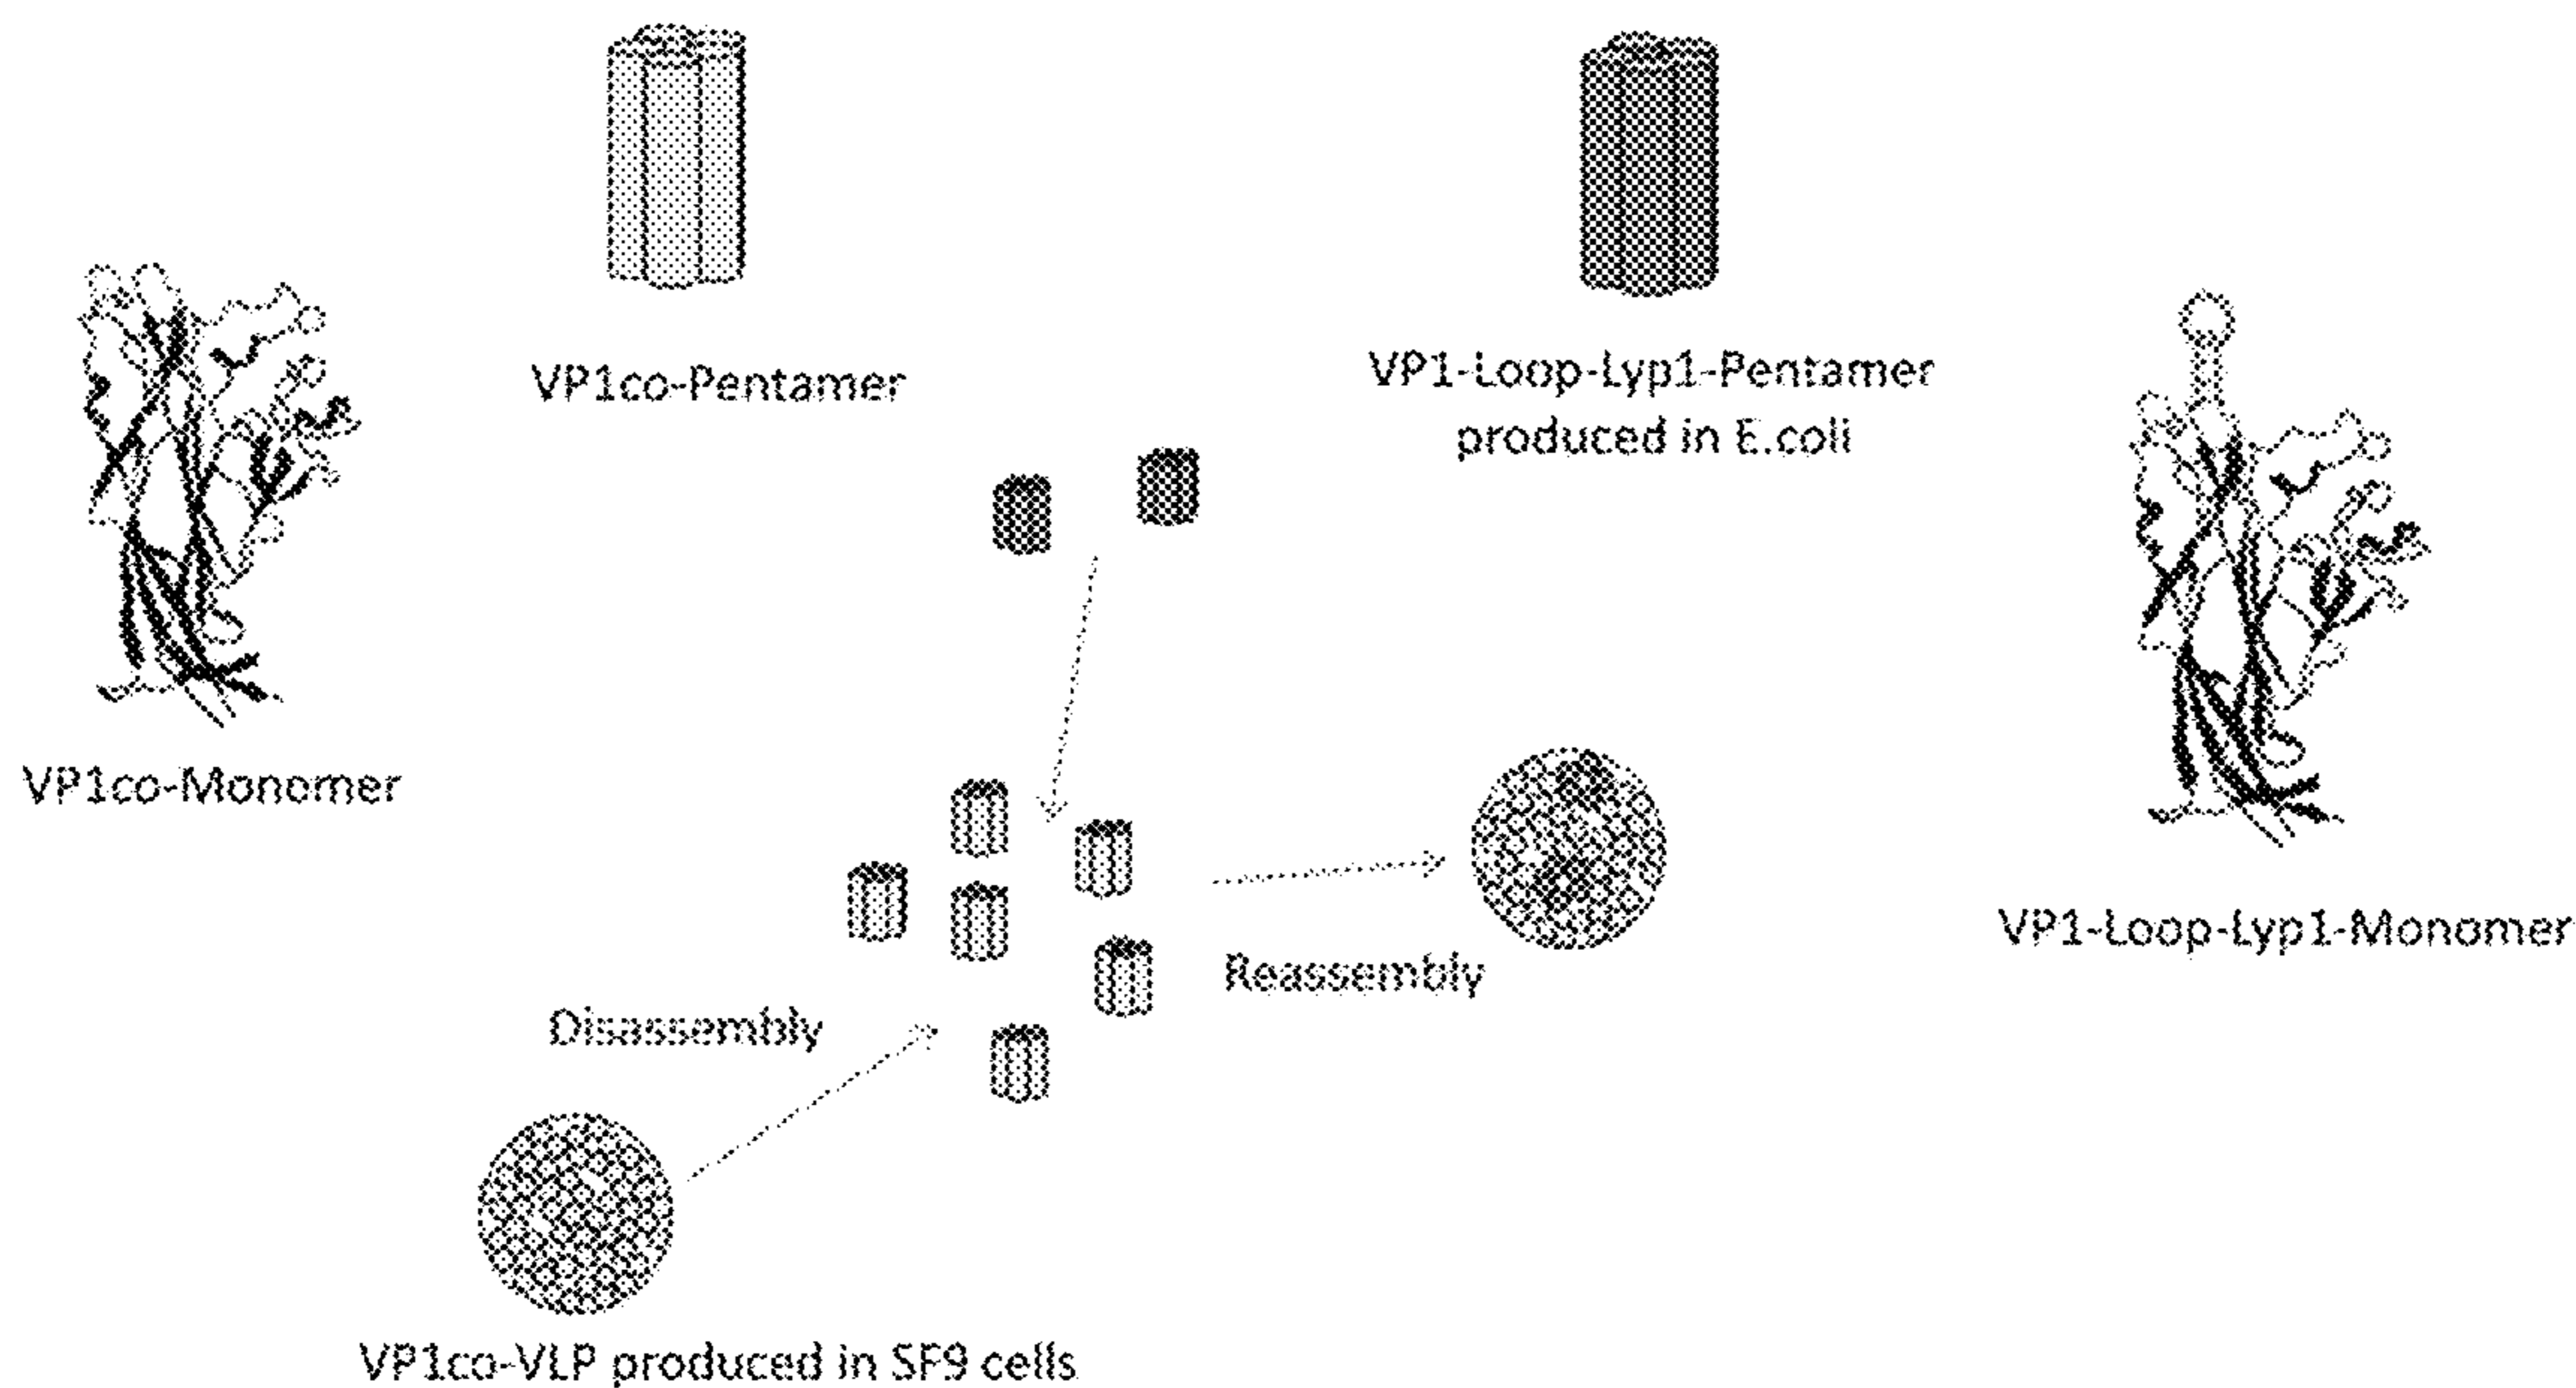 VP1co-Pentamer
VP1-Loop-Lyp1-Pentamer
produced in E.coli
VP1co-Monomer
VP1-Loop-Lyp1-Monomer
Reassembly
Disassembly
VP1co-VLP produced in SF9 cells